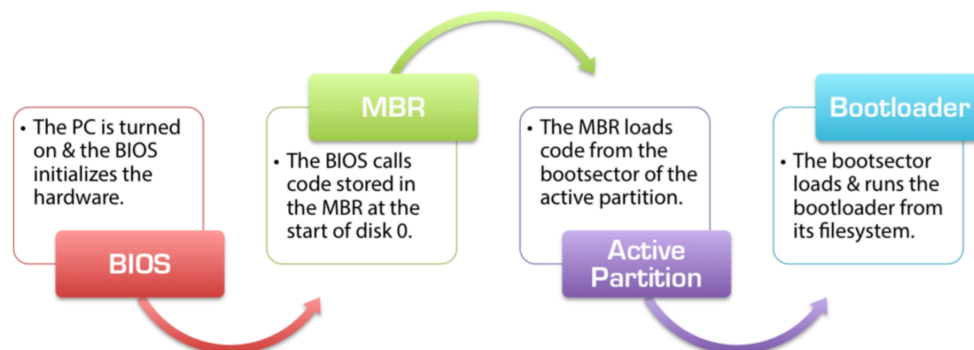 • The PC is turned
on & the BIOS
initializes the
hardware.
BIOS
MBR
• The BIOS calls
code stored in
the MBR at the
start of disk 0.
• The MBR loads
code from the
bootsector of the
active partition.
Active
Partition
Bootloader
• The bootsector
loads & runs the
bootloader from
its filesystem.